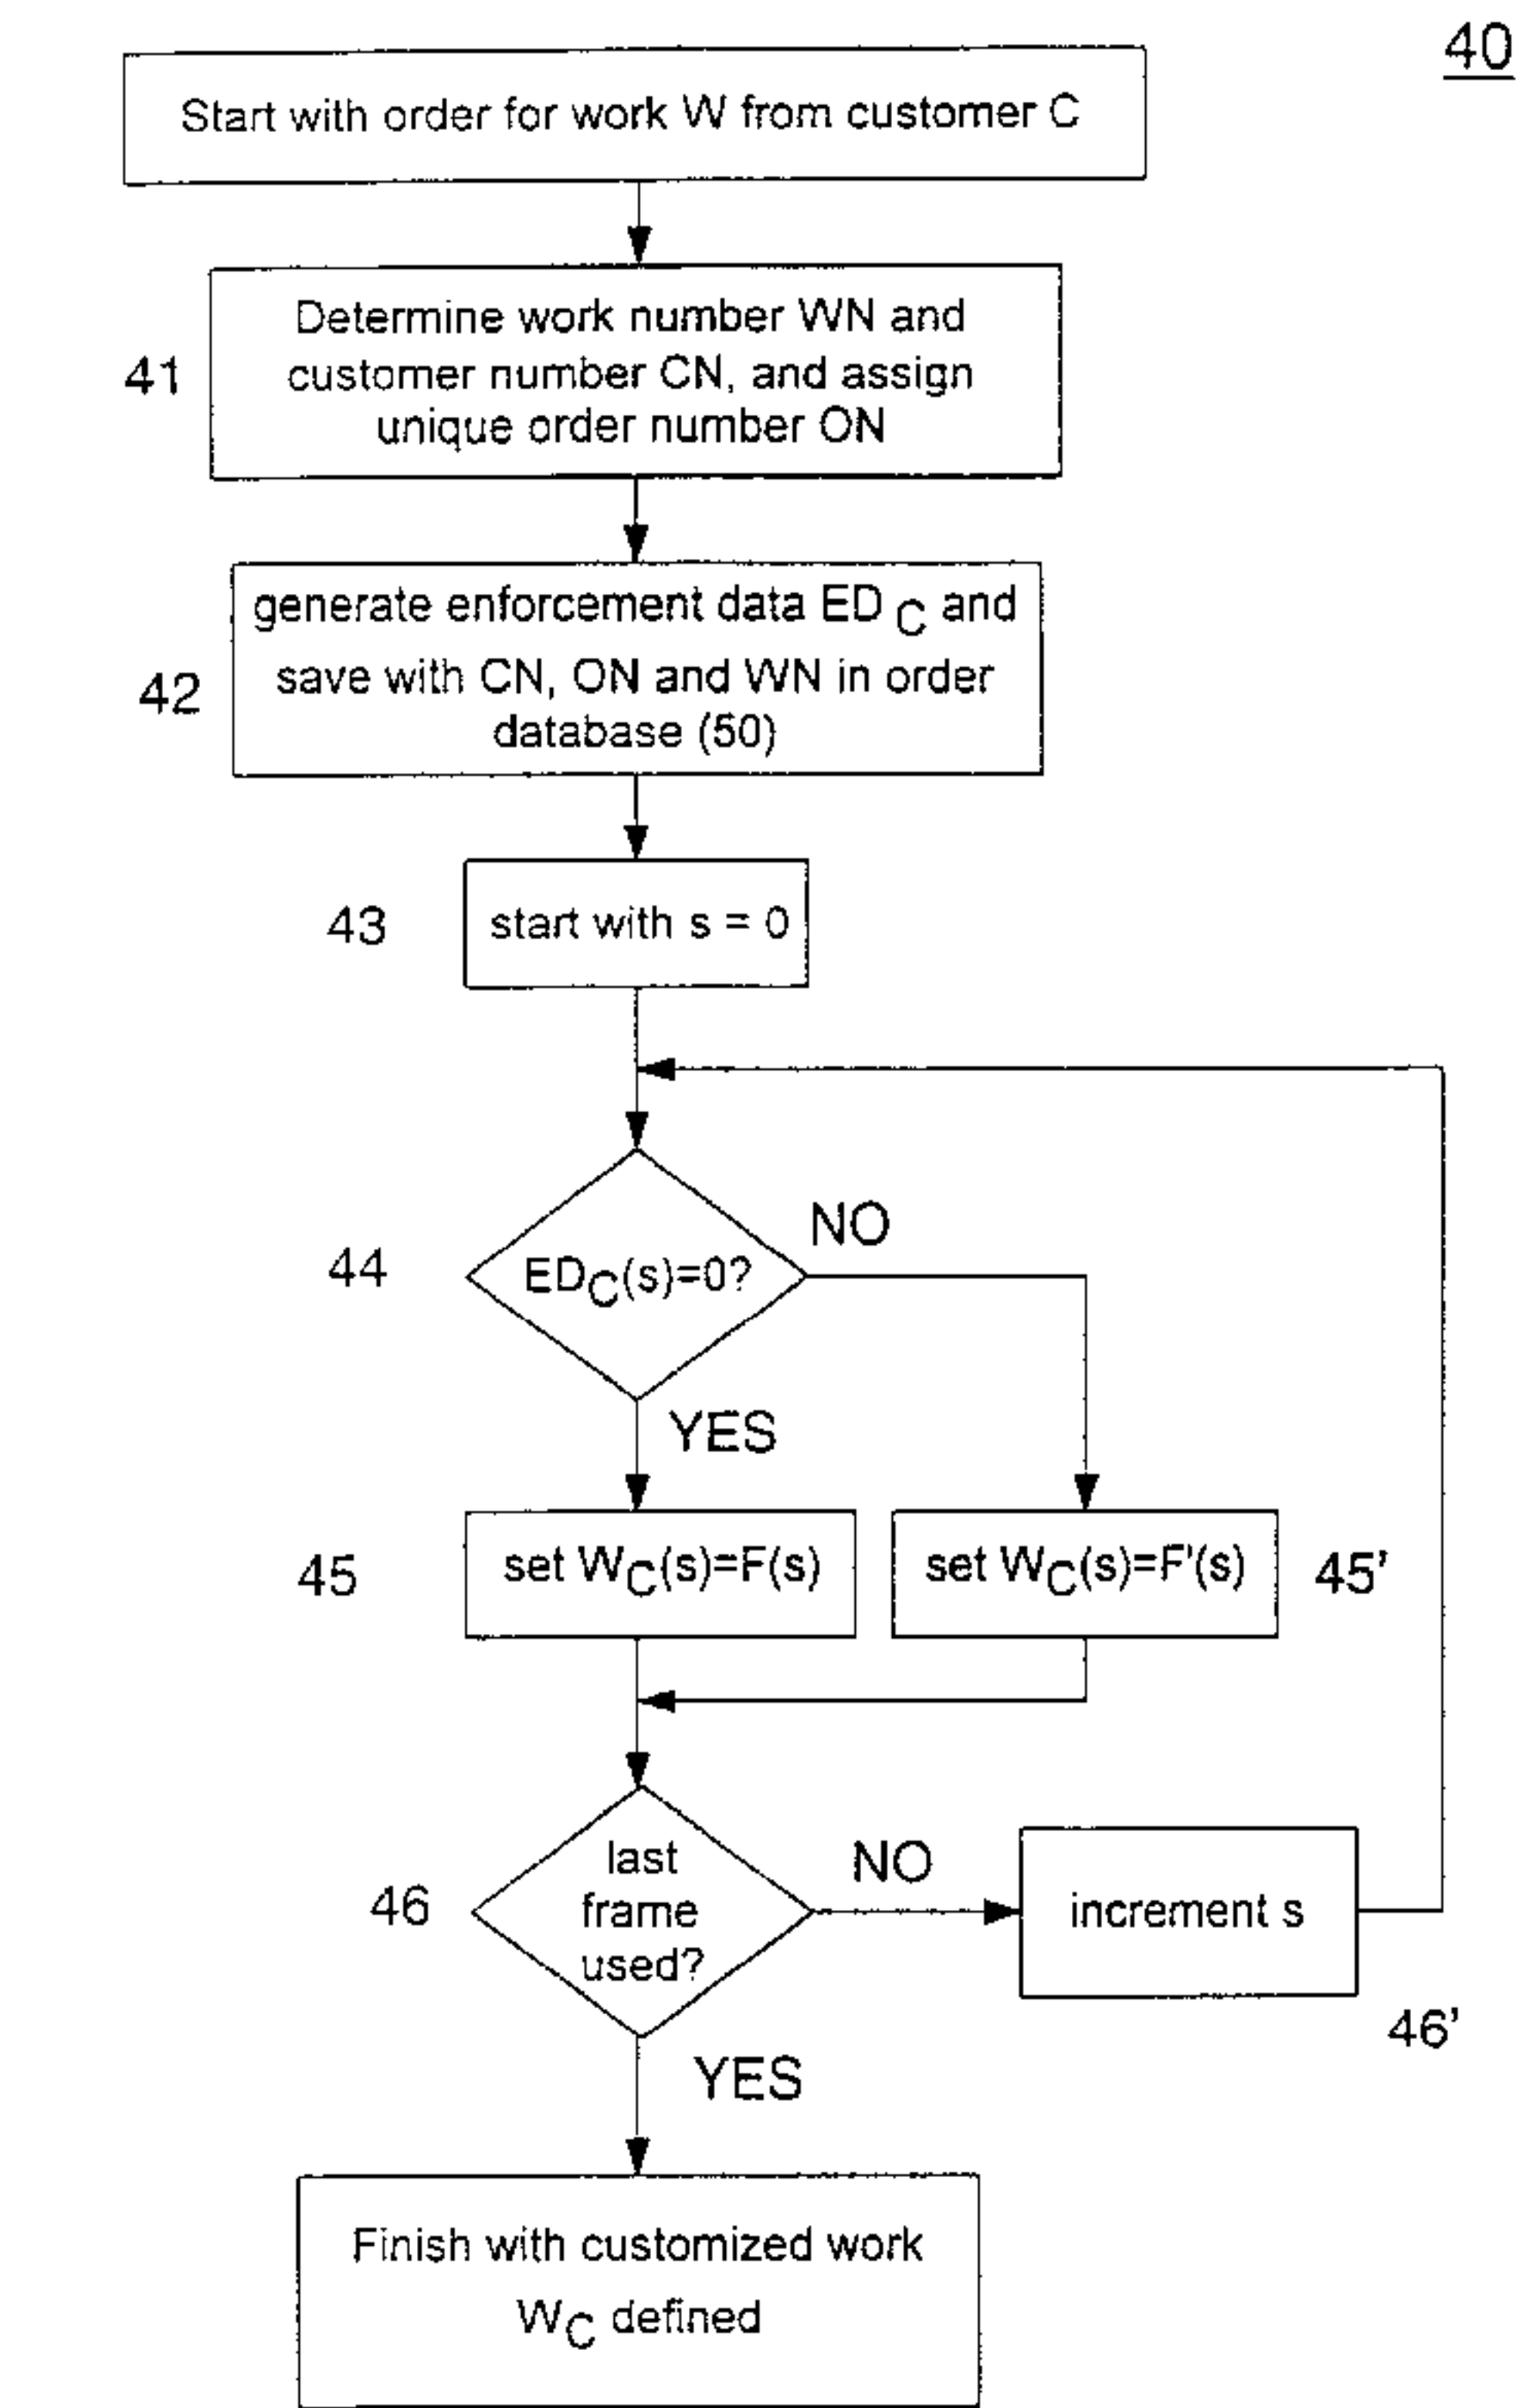 40
Start with order for work W from customer C
41
Determine work number WN and
customer number CN, and assign
unique order number ON
42
generate enforcement data ED C and
save with CN, ON and WN in order
database (50)
43
start with s = 0
44
EDC(s)=0?
NO
YES
45
set WC(s)=F(s)
set WC(s)=F'(s)
45'
46
last
frame
used?
NO
increment s
46'
YES
Finish with customized work
WC defined